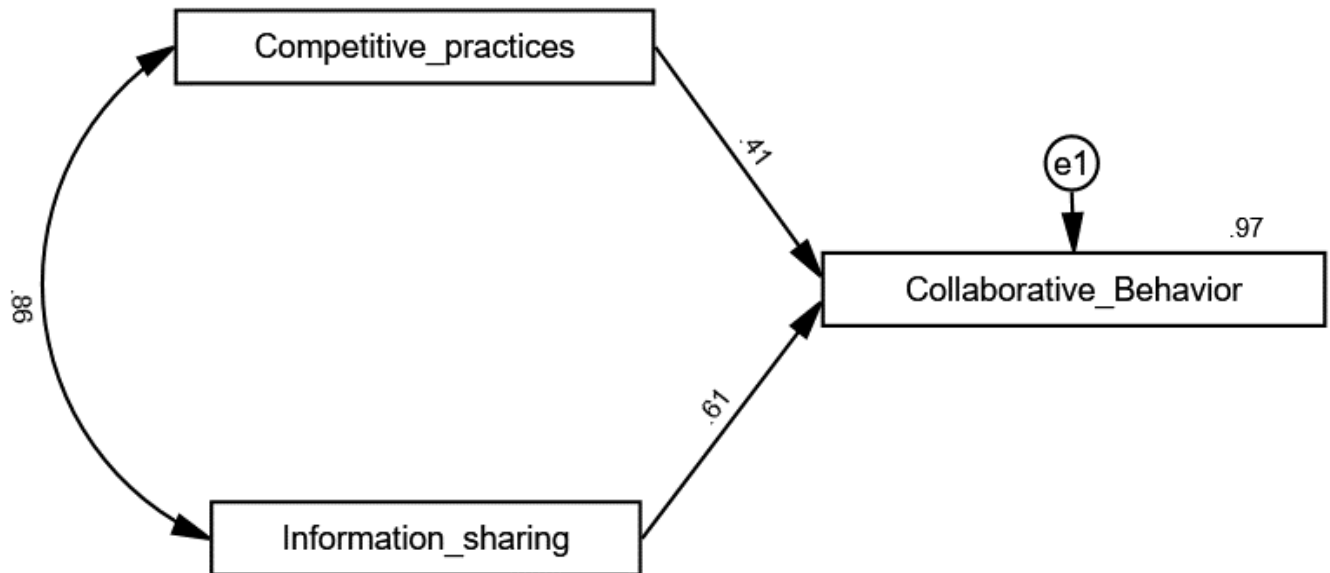 Competitive_practices
.41
e1
.97
Collaborative_Behavior
.86
.61
Information_sharing